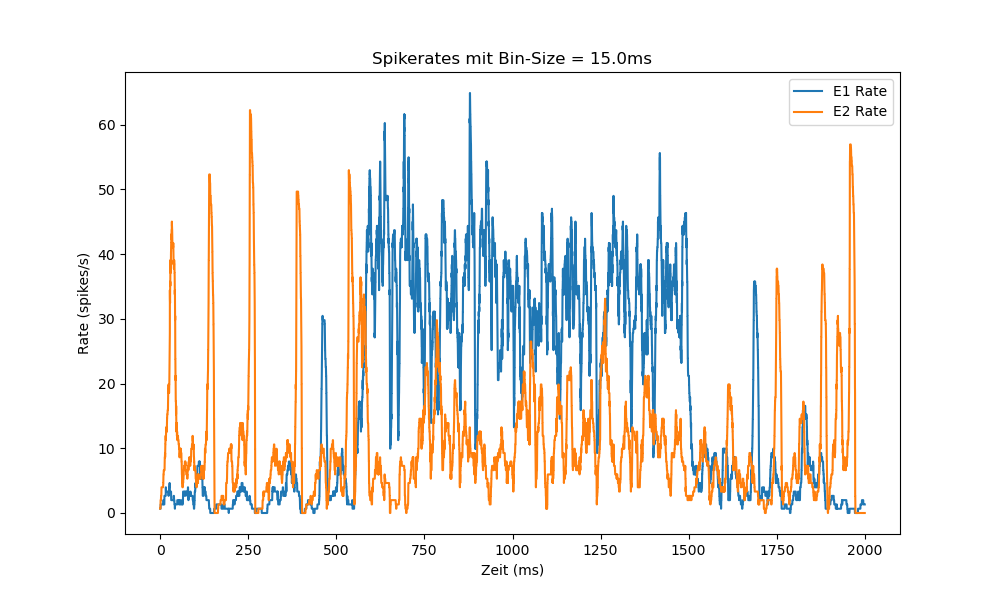 Spikerates mit Bin-Size = 15.0ms
E1 Rate
E2 Rate
Rate (spikes/s)
60
50
40
30
20
10
0
0 250 500 750 1000 1250 1500 1750 2000
Zeit (ms)